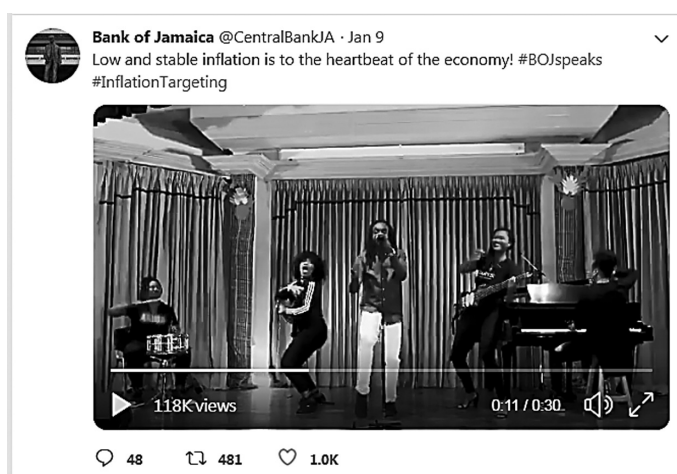 Bank of Jamaica @CentralBankJA · Jan 9
Low and stable inflation is to the heartbeat of the economy! #BOJspeaks
#InflationTargeting
118K views
0:11 / 0:30
48 481 1.0K